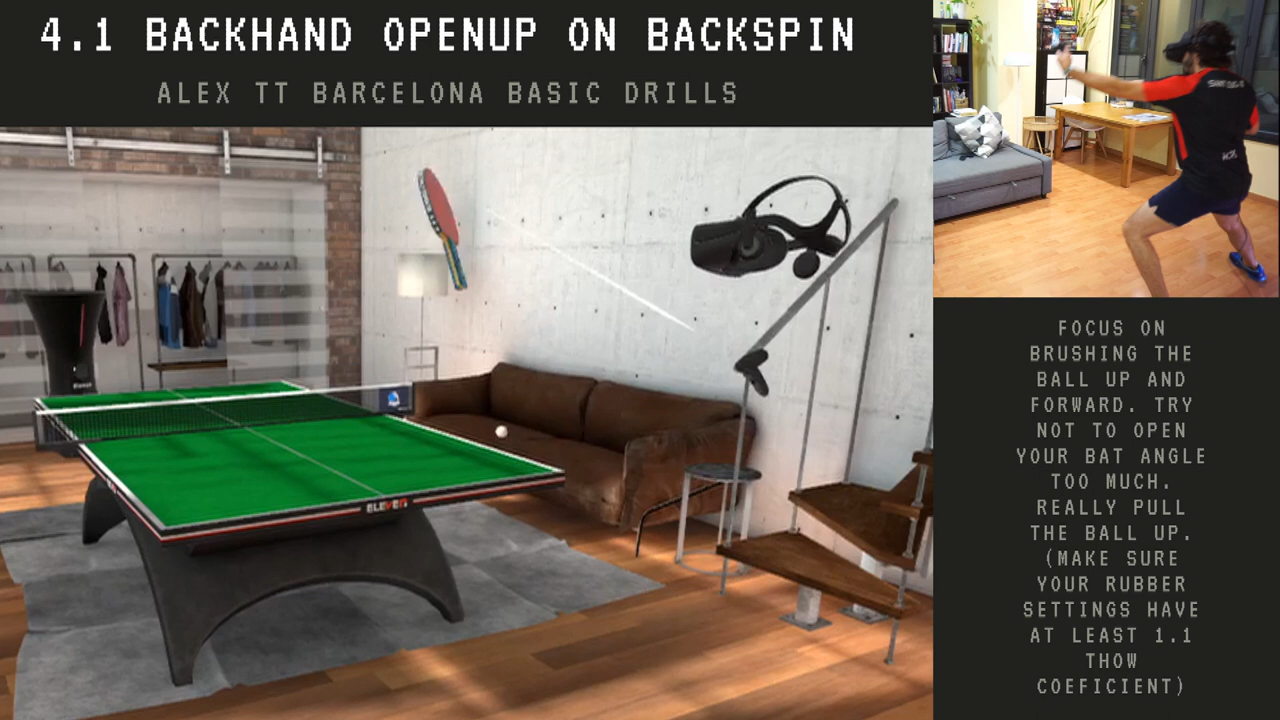 4.1 BACKHAND OPENUP ON BACKSPIN
ALEX TT BARCELONA BASIC DRILLS
ELEVEN
FOCUS ON
BRUSHING THE
BALL UP AND
FORWARD. TRY
NOT TO OPEN
YOUR BAT ANGLE
TOO MUCH.
REALLY PULL
THE BALL UP.
(MAKE SURE
YOUR RUBBER
SETTINGS HAVE
AT LEAST 1.1
THOW
COEFICIENT)